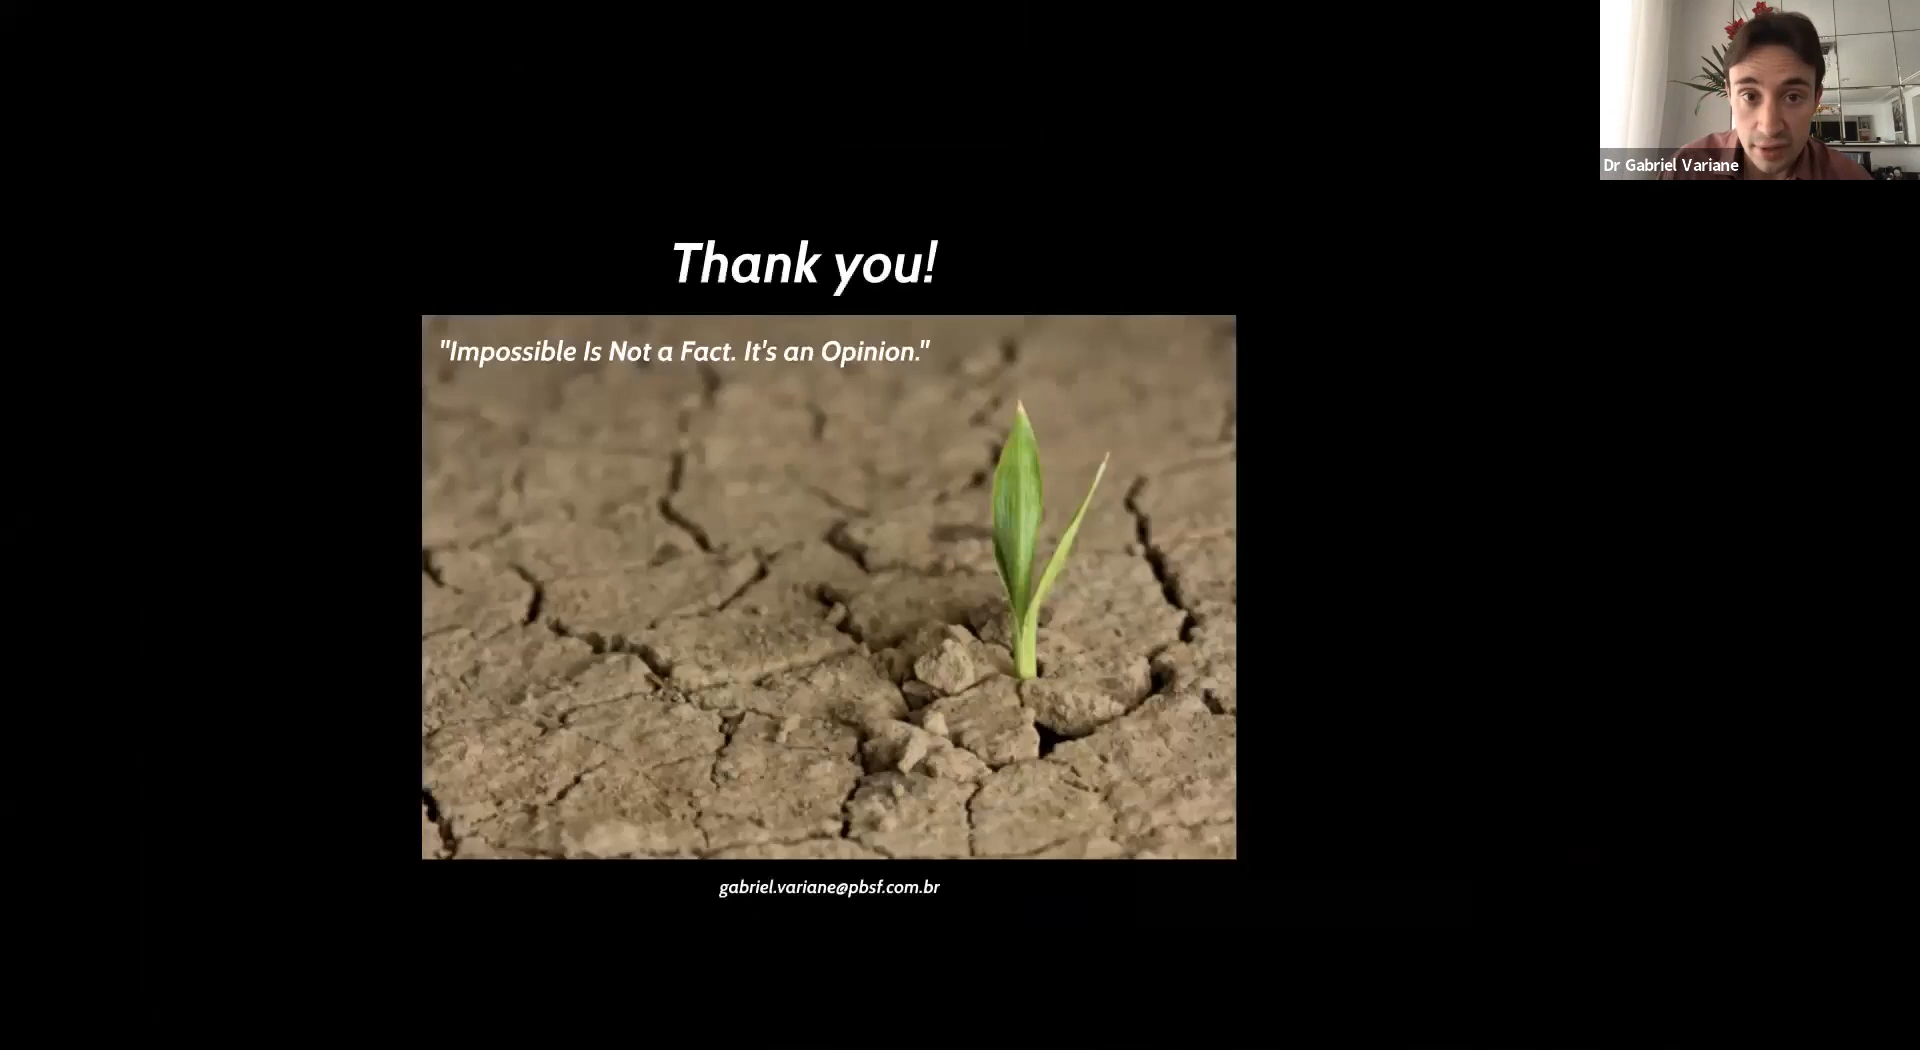 Dr Gabriel Variane
Thank you!
"Impossible Is Not a Fact. It's an Opinion."
gabriel.variane@pbsf.com.br